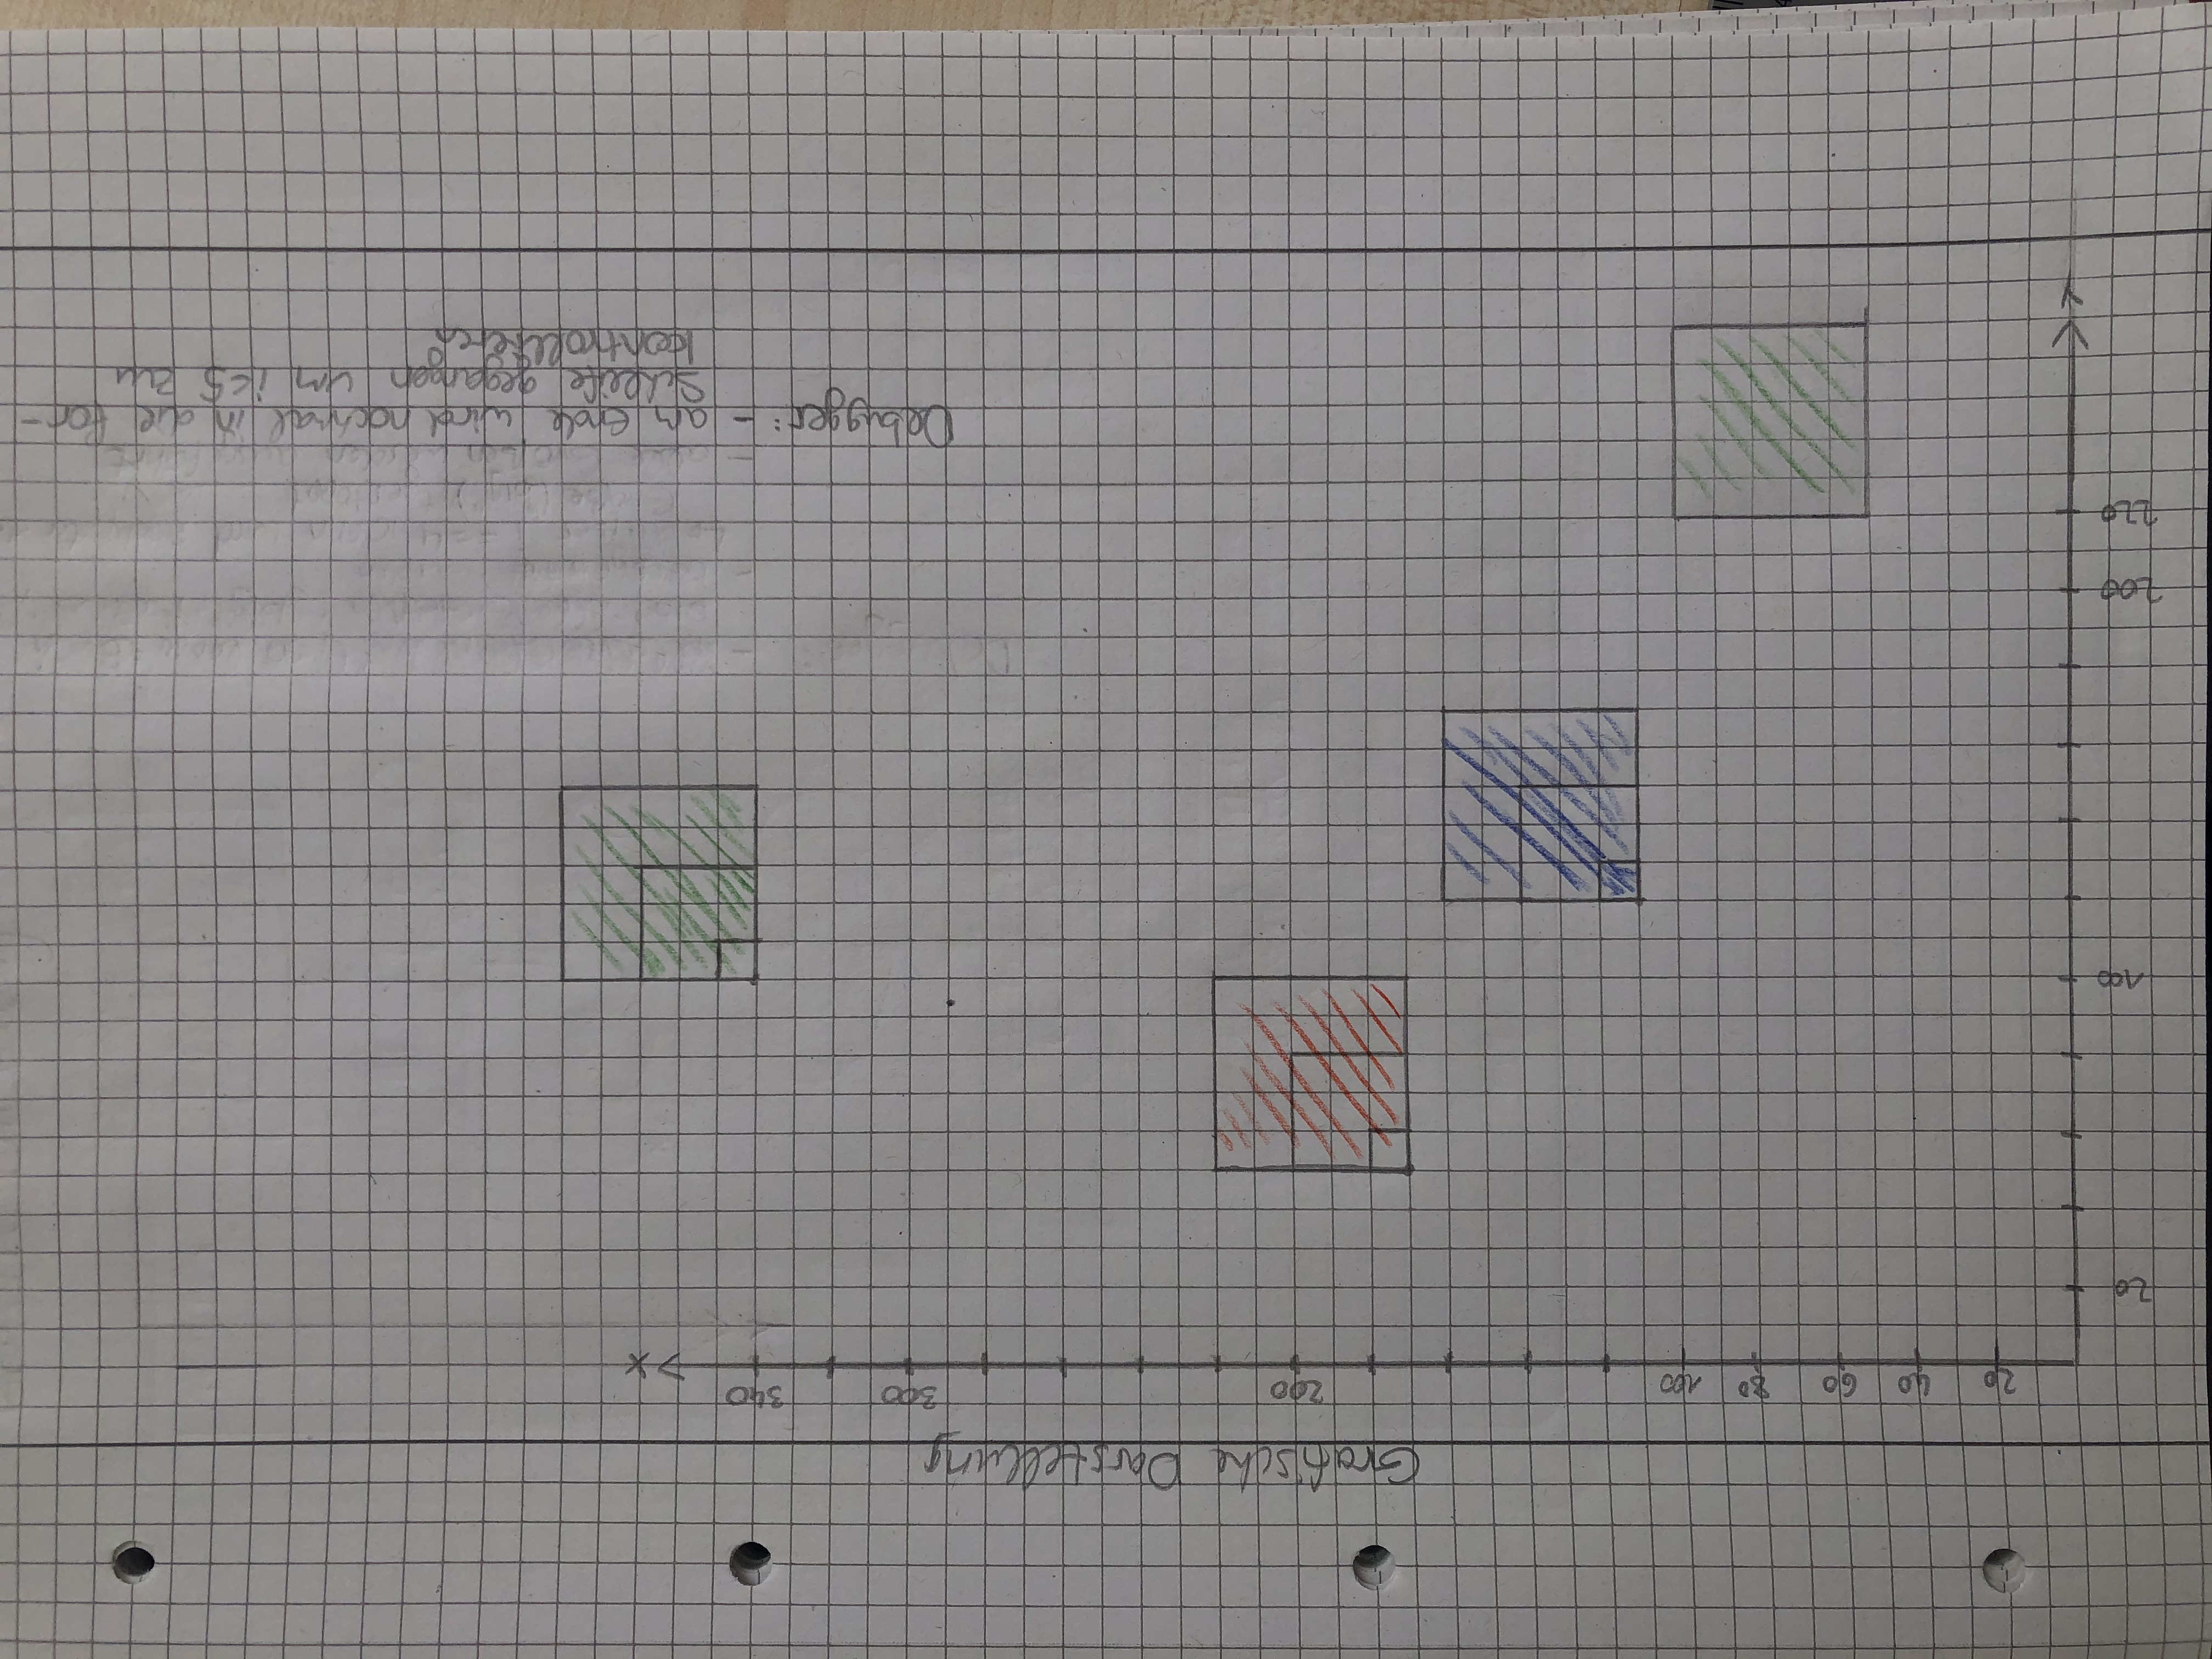 Grafische Darstellung
20 40 60 80 100 200 300 340
x
20
100
200
220
Debugger: - am Ende wird nochmal in die for-
Schleife gegangen um i<5 zu
kontrollieren
y